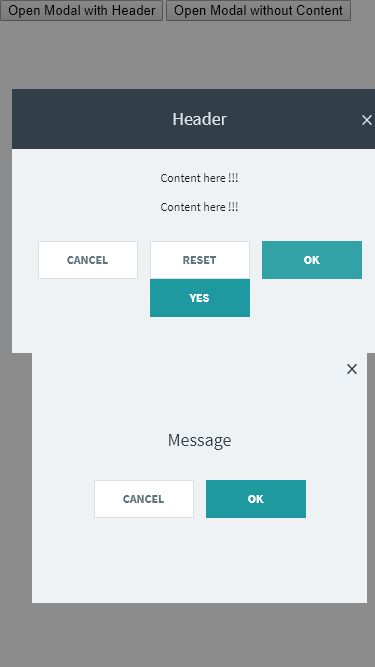 Open Modal with Header Open Modal without Content
Header ×
Content here !!!
Content here !!!
CANCEL RESET OK
YES
×
Message
CANCEL OK